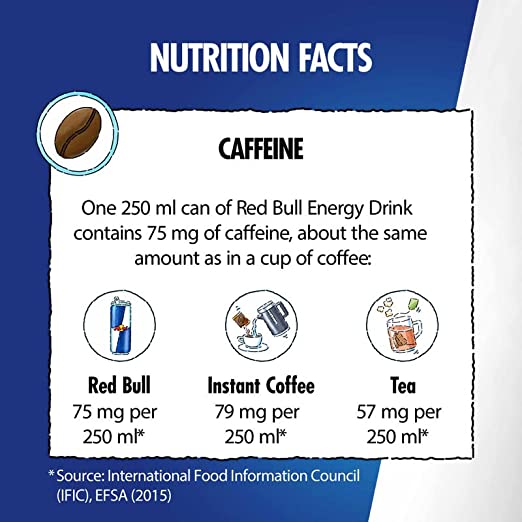 NUTRITION FACTS
CAFFEINE
One 250 ml can of Red Bull Energy Drink
contains 75 mg of caffeine, about the same
amount as in a cup of coffee:
Red Bull
75 mg per
250 ml*
Instant Coffee
79 mg per
250 ml*
Tea
57 mg per
250 ml*
*Source: International Food Information Council
(IFIC), EFSA (2015)